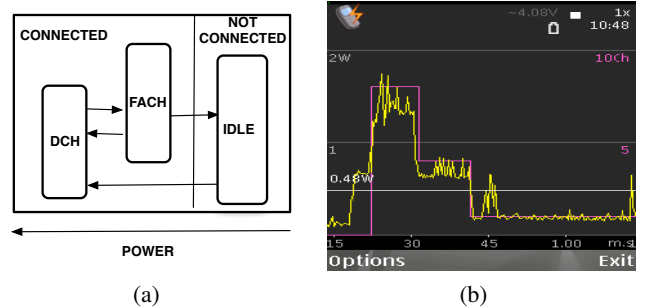 CONNECTED
NOT
CONNECTED
DCH
FACH
IDLE
POWER
(a)
~4.08V
1x
10:48
2W
10Ch
1
5
0.48W
15
30
45
1.00
m.s
Options
Exit
(b)